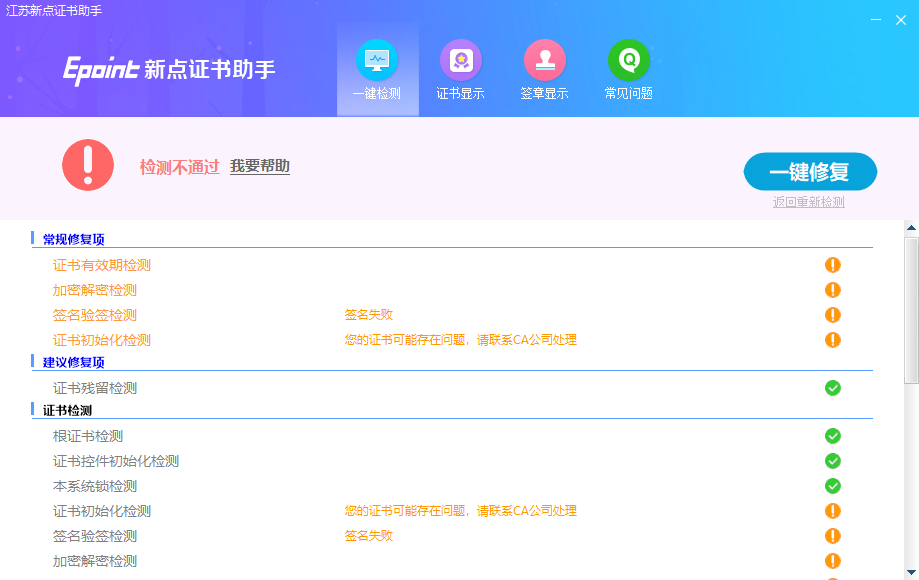 江苏新点证书助手
Epoint 新点证书助手
一键检测 证书显示 签章显示 常见问题
检测不通过 我要帮助
一键修复
返回重新检测
常规修复项
证书有效期检测
加密解密检测
签名验签检测 签名失败
证书初始化检测 您的证书可能存在问题，请联系CA公司处理
建议修复项
证书残留检测
证书检测
根证书检测
证书控件初始化检测
本系统锁检测
证书初始化检测 您的证书可能存在问题，请联系CA公司处理
签名验签检测 签名失败
加密解密检测